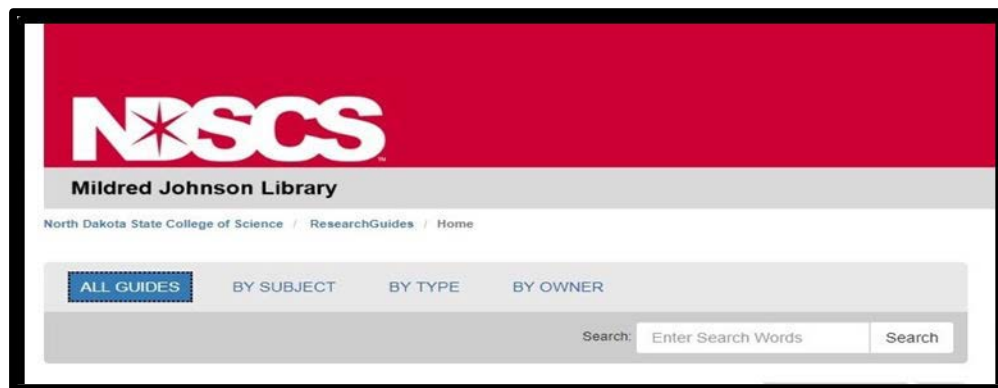 NDSCS
Mildred Johnson Library
North Dakota State College of Science / ResearchGuides / Home
ALL GUIDES BY SUBJECT BY TYPE BY OWNER
Search: Enter Search Words Search